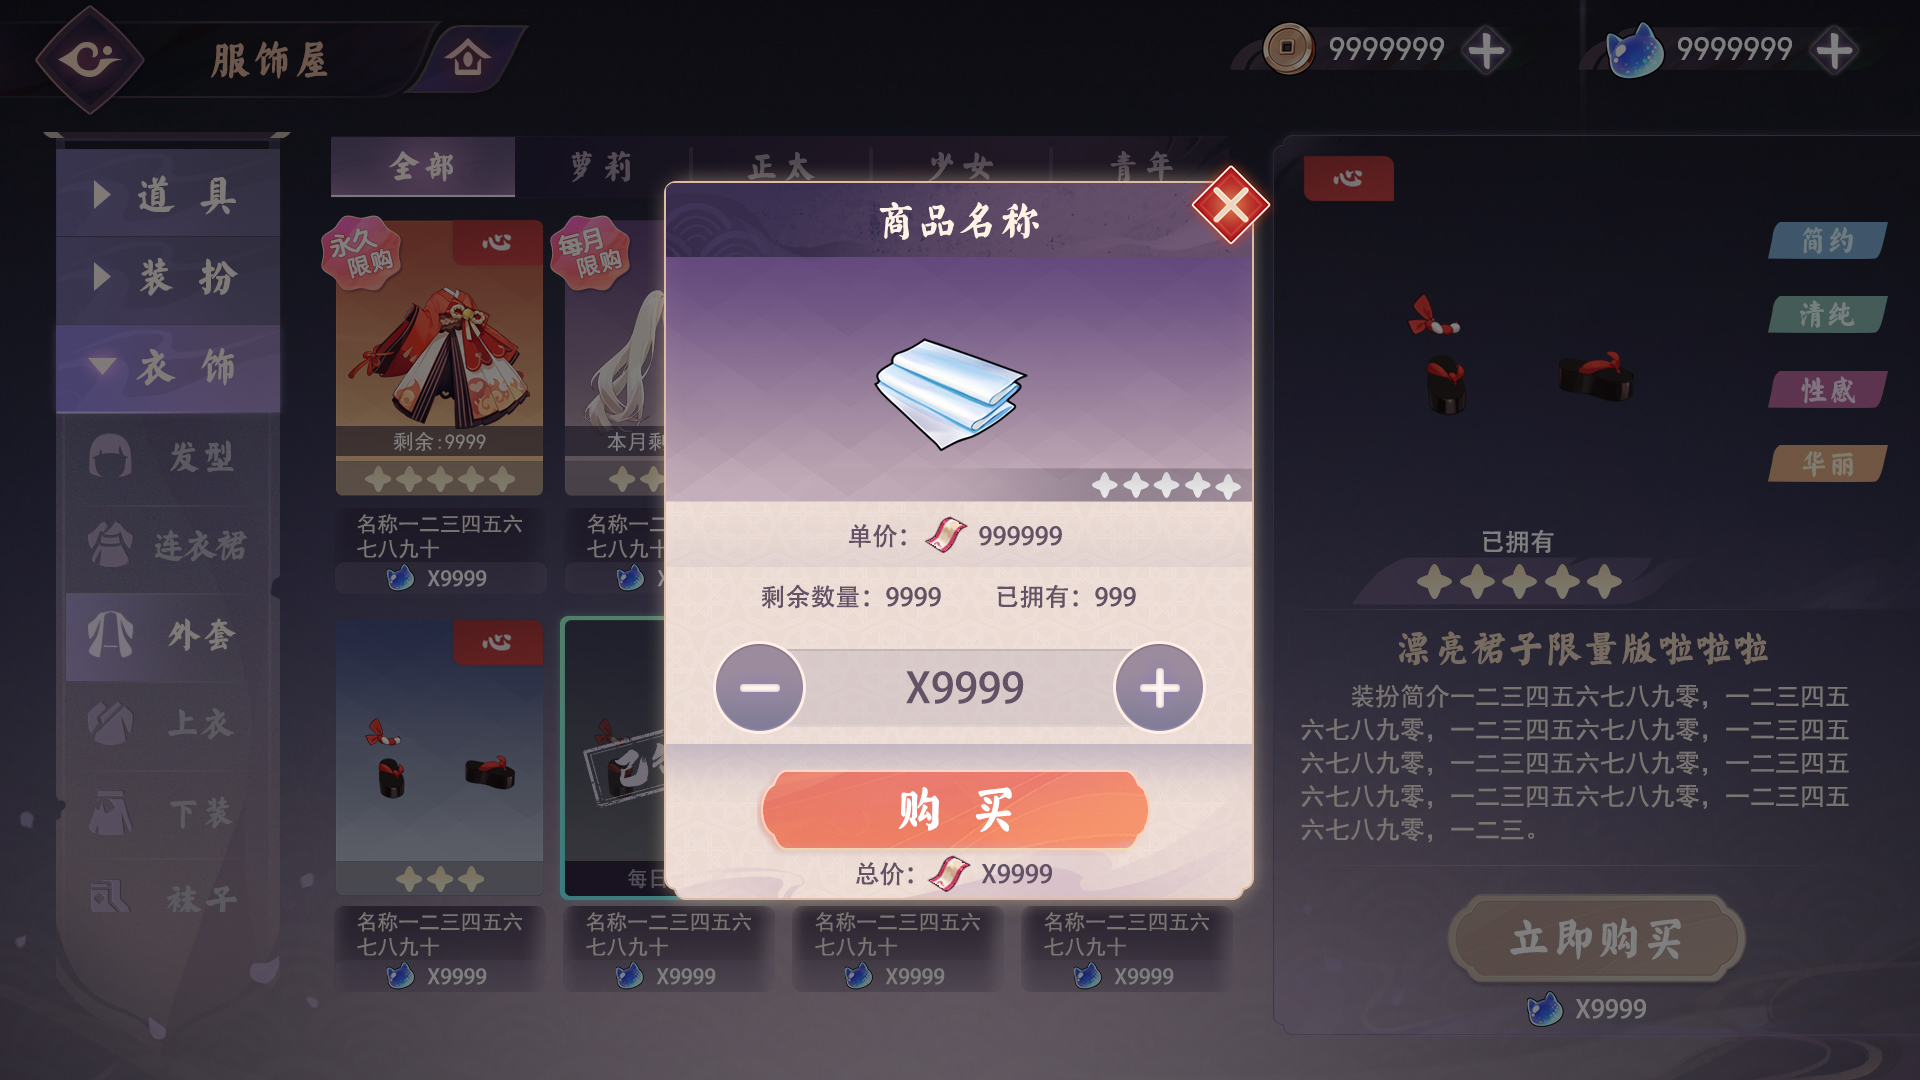 服饰屋
9999999
9999999
道具
装扮
衣饰
发型
连衣裙
外套
上衣
下装
袜子
全部
萝莉
正太
少女
青年
永久
限购
心
剩余:9999
名称一二三四五六
七八九十
X9999
每月
限购
本月剩
名称一二
七八九十
X
心
名称一二三四五六
七八九十
X9999
每日
名称一二三四五六
七八九十
X9999
名称一二三四五六
七八九十
X9999
名称一二三四五六
七八九十
X9999
商品名称
单价：999999
剩余数量：9999
已拥有：999
X9999
购买
总价：X9999
心
简约
清纯
性感
华丽
已拥有
漂亮裙子限量版啦啦啦
装扮简介一二三四五六七八九零，一二三四五
六七八九零，一二三四五六七八九零，一二三四五
六七八九零，一二三四五六七八九零，一二三四五
六七八九零，一二三四五六七八九零，一二三四五
六七八九零，一二三。
立即购买
X9999